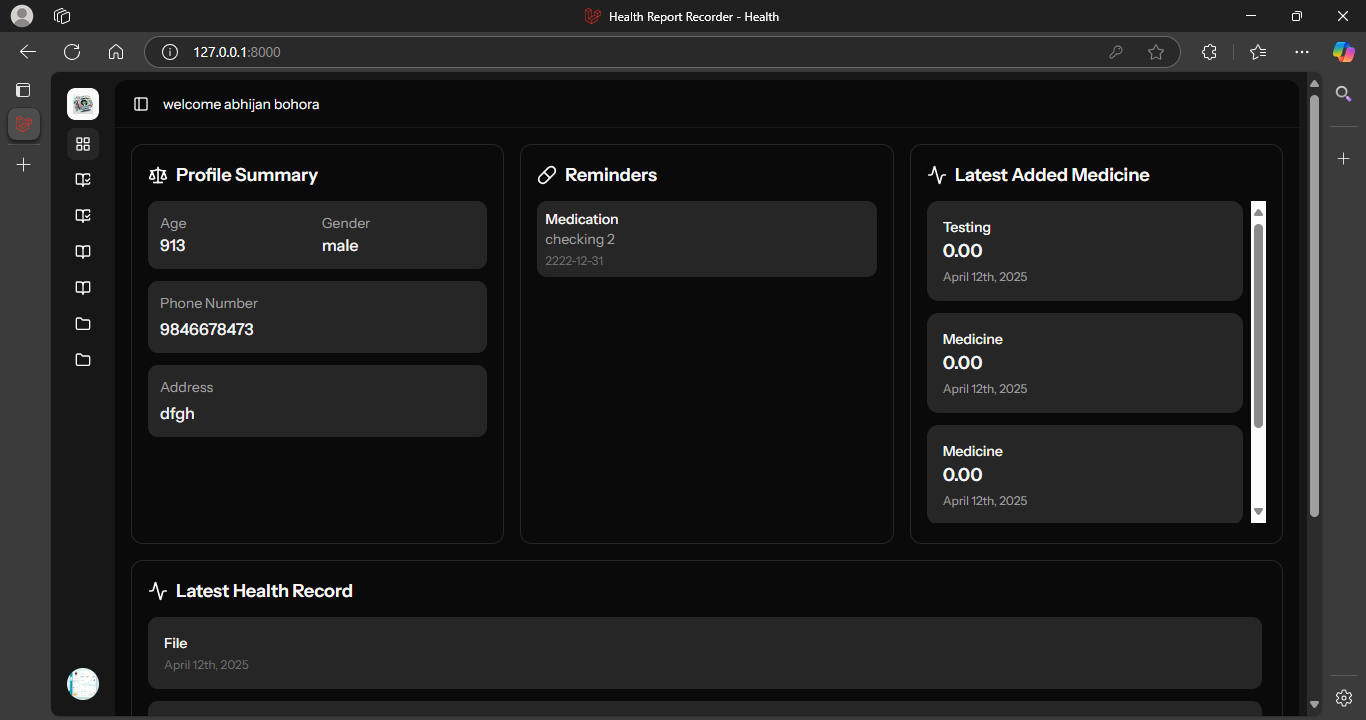 Health Report Recorder - Health
127.0.0.1:8000
welcome abhijan bohora
Profile Summary
Age
913
Gender
male
Phone Number
9846678473
Address
dfgh
Reminders
Medication
checking 2
2222-12-31
Latest Added Medicine
Testing
0.00
April 12th, 2025
Medicine
0.00
April 12th, 2025
Medicine
0.00
April 12th, 2025
Latest Health Record
File
April 12th, 2025